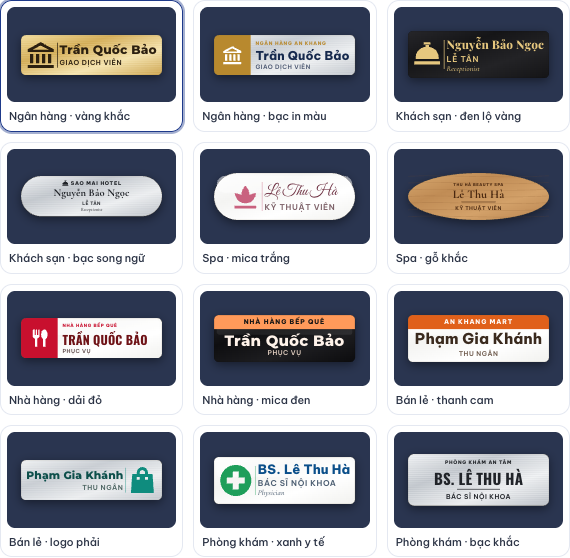 Trần Quốc Bảo
GIAO DỊCH VIÊN
Ngân hàng · vàng khắc
NGÂN HÀNG AN KHANG
Trần Quốc Bảo
GIAO DỊCH VIÊN
Ngân hàng · bạc in màu
Nguyễn Bảo Ngọc
LỄ TÂN
Receptionist
Khách sạn · đen lộ vàng
SAO MAI HOTEL
Nguyễn Bảo Ngọc
LỄ TÂN
Receptionist
Khách sạn · bạc song ngữ
Lê Thu Hà
KỸ THUẬT VIÊN
Spa · mica trắng
THU HÀ BEAUTY SPA
Lê Thu Hà
KỸ THUẬT VIÊN
Spa · gỗ khắc
NHÀ HÀNG BẾP QUÊ
TRẦN QUỐC BẢO
PHỤC VỤ
Nhà hàng · dải đỏ
NHÀ HÀNG BẾP QUÊ
Trần Quốc Bảo
PHỤC VỤ
Nhà hàng · mica đen
AN KHANG MART
Phạm Gia Khánh
THU NGÂN
Bán lẻ · thanh cam
Phạm Gia Khánh
THU NGÂN
Bán lẻ · logo phải
BS. Lê Thu Hà
BÁC SĨ NỘI KHOA
Physician
Phòng khám · xanh y tế
PHÒNG KHÁM AN TÂM
BS. LÊ THU HÀ
BÁC SĨ NỘI KHOA
Phòng khám · bạc khắc